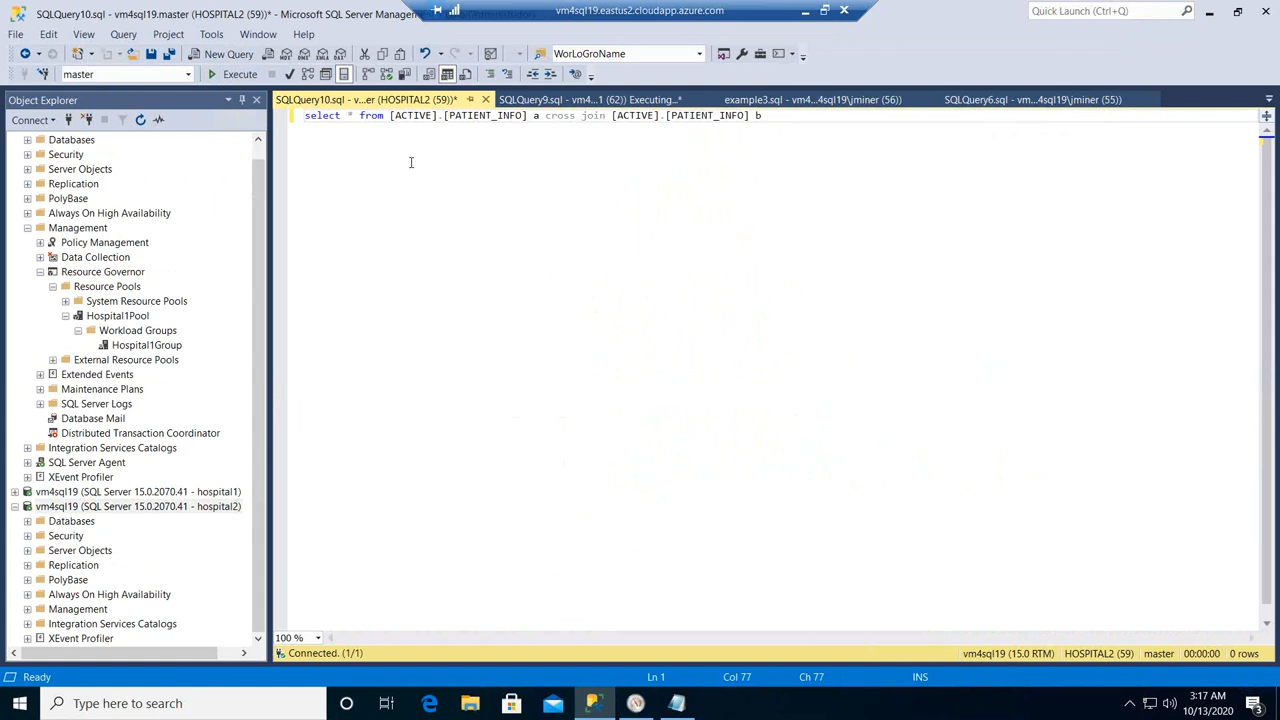 SQLQuery10.sql - vm4sql19.master (HOSPITAL2 (59))* - Microsoft SQL Server Manage
vm4sql19.eastus2.cloudapp.azure.com
Quick Launch (Ctrl+Q)
File Edit View Query Project Tools Window Help
New Query
MDX DMX XMLA DAX
WorLoGroName
master
Execute
Object Explorer
SQLQuery10.sql - v...er (HOSPITAL2 (59))*
SQLQuery9.sql - vm4...1 (62)) Executing...*
example3.sql - vm4...4sql19\jminer (56))
SQLQuery6.sql - vm...4sql19\jminer (55))
Connect
select * from [ACTIVE].[PATIENT_INFO] a cross join [ACTIVE].[PATIENT_INFO] b
Databases
Security
Server Objects
Replication
PolyBase
Always On High Availability
Management
Policy Management
Data Collection
Resource Governor
Resource Pools
System Resource Pools
Hospital1Pool
Workload Groups
Hospital1Group
External Resource Pools
Extended Events
Maintenance Plans
SQL Server Logs
Database Mail
Distributed Transaction Coordinator
Integration Services Catalogs
SQL Server Agent
XEvent Profiler
vm4sql19 (SQL Server 15.0.2070.41 - hospital1)
vm4sql19 (SQL Server 15.0.2070.41 - hospital2)
Databases
Security
Server Objects
Replication
PolyBase
Always On High Availability
Management
Integration Services Catalogs
XEvent Profiler
100 %
Connected. (1/1)
vm4sql19 (15.0 RTM)
HOSPITAL2 (59)
master
00:00:00
0 rows
Ready
Ln 1
Col 77
Ch 77
INS
Type here to search
3:17 AM
10/13/2020
3